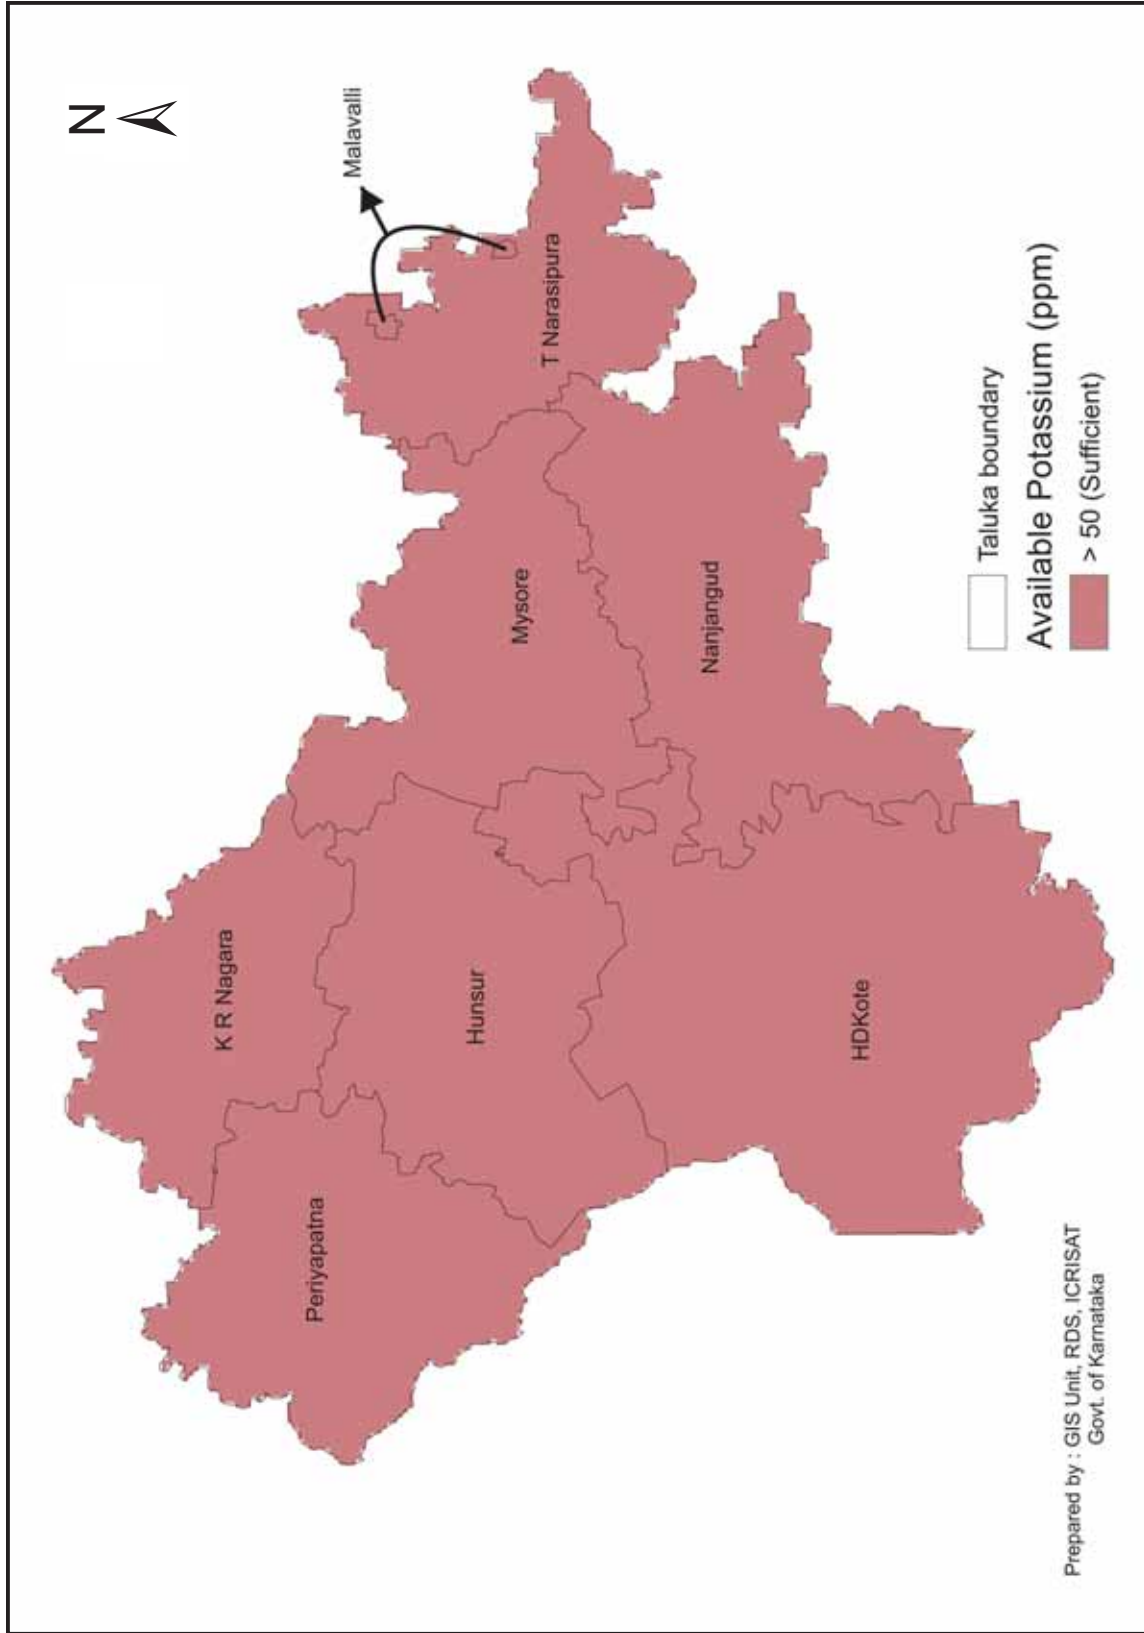 N
Malavalli
K R Nagara
Periyapatna
Hunsur
Mysore
T Narasipura
Nanjangud
HDKote
Taluka boundary
Available Potassium (ppm)
> 50 (Sufficient)
Prepared by : GIS Unit, RDS, ICRISAT
Govt. of Karnataka